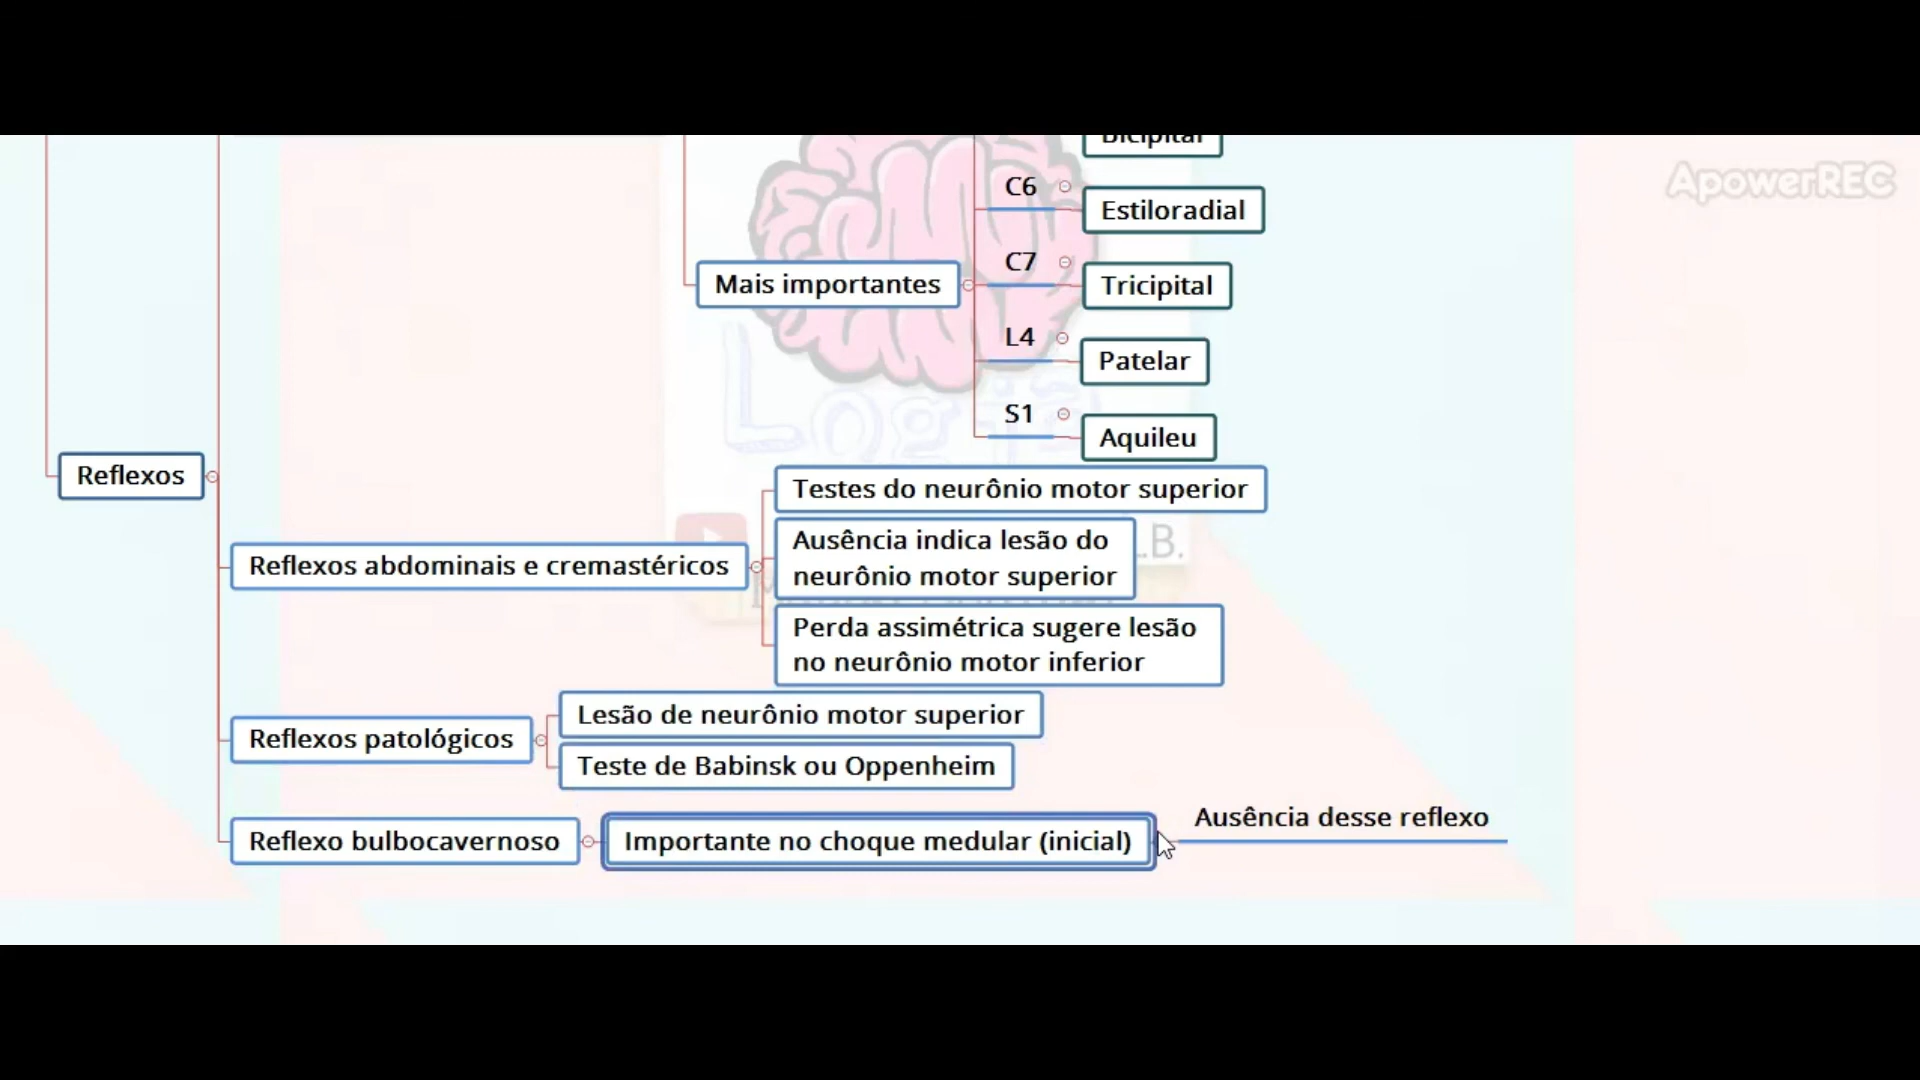 Bicipital
ApowerREC
C6
Estiloradial
C7
Tricipital
Mais importantes
L4
Patelar
S1
Aquileu
Reflexos
Testes do neurônio motor superior
Ausência indica lesão do
neurônio motor superior
L.B.
Reflexos abdominais e cremastéricos
Perda assimétrica sugere lesão
no neurônio motor inferior
Lesão de neurônio motor superior
Reflexos patológicos
Teste de Babinsk ou Oppenheim
Ausência desse reflexo
Reflexo bulbocavernoso
Importante no choque medular (inicial)